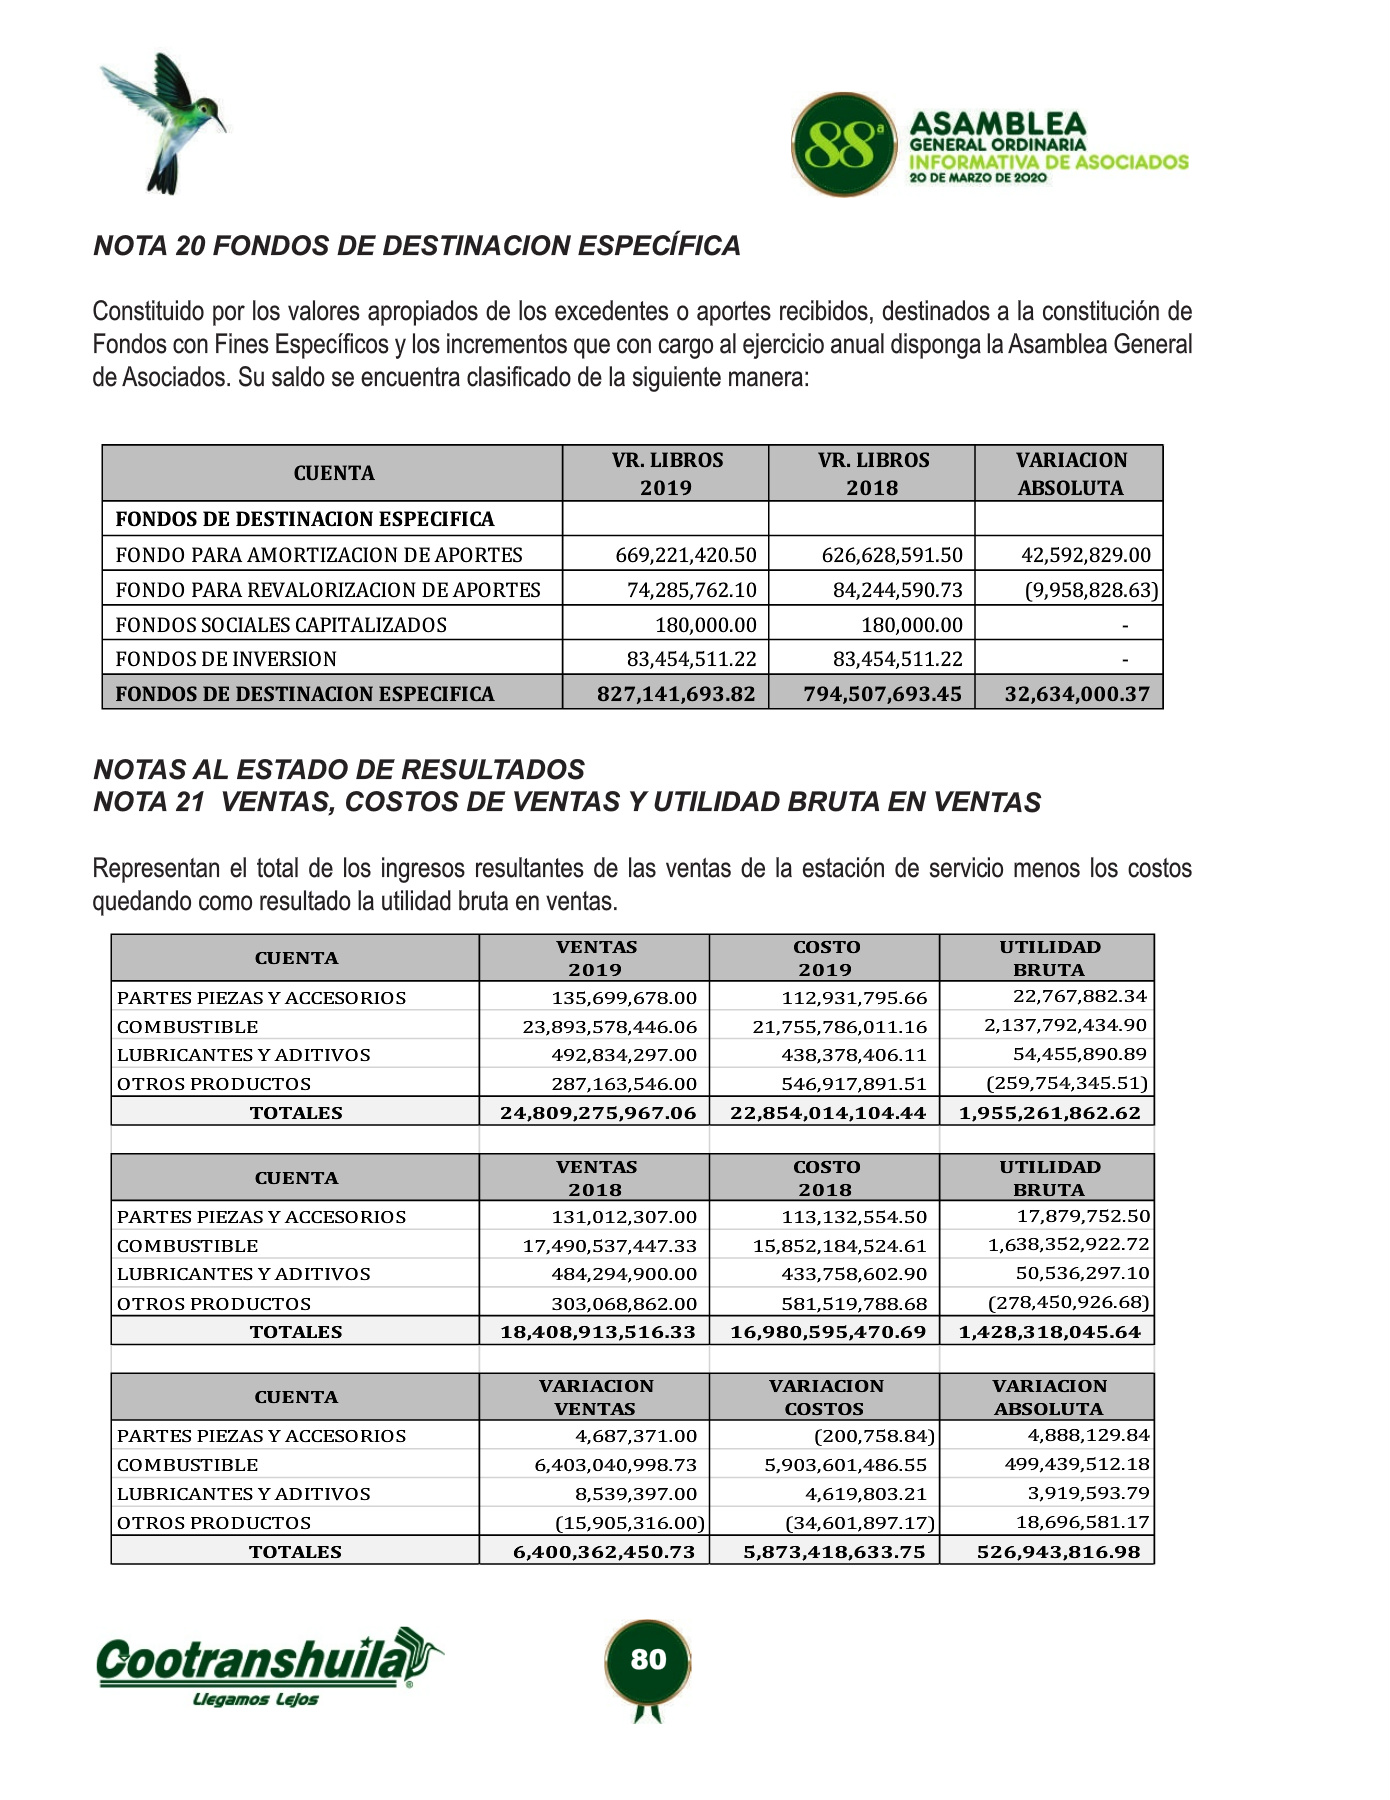 88ª
ASAMBLEA
GENERAL ORDINARIA
INFORMATIVA DE ASOCIADOS
20 DE MARZO DE 2020
NOTA 20 FONDOS DE DESTINACION ESPECÍFICA
Constituido por los valores apropiados de los excedentes o aportes recibidos, destinados a la constitución de
Fondos con Fines Específicos y los incrementos que con cargo al ejercicio anual disponga la Asamblea General
de Asociados. Su saldo se encuentra clasificado de la siguiente manera:
CUENTA VR. LIBROS 2019 VR. LIBROS 2018 VARIACION ABSOLUTA
FONDOS DE DESTINACION ESPECIFICA
FONDO PARA AMORTIZACION DE APORTES 669,221,420.50 626,628,591.50 42,592,829.00
FONDO PARA REVALORIZACION DE APORTES 74,285,762.10 84,244,590.73 (9,958,828.63)
FONDOS SOCIALES CAPITALIZADOS 180,000.00 180,000.00 -
FONDOS DE INVERSION 83,454,511.22 83,454,511.22 -
FONDOS DE DESTINACION ESPECIFICA 827,141,693.82 794,507,693.45 32,634,000.37
NOTAS AL ESTADO DE RESULTADOS
NOTA 21 VENTAS, COSTOS DE VENTAS Y UTILIDAD BRUTA EN VENTAS
Representan el total de los ingresos resultantes de las ventas de la estación de servicio menos los costos
quedando como resultado la utilidad bruta en ventas.
CUENTA VENTAS 2019 COSTO 2019 UTILIDAD BRUTA
PARTES PIEZAS Y ACCESORIOS 135,699,678.00 112,931,795.66 22,767,882.34
COMBUSTIBLE 23,893,578,446.06 21,755,786,011.16 2,137,792,434.90
LUBRICANTES Y ADITIVOS 492,834,297.00 438,378,406.11 54,455,890.89
OTROS PRODUCTOS 287,163,546.00 546,917,891.51 (259,754,345.51)
TOTALES 24,809,275,967.06 22,854,014,104.44 1,955,261,862.62
CUENTA VENTAS 2018 COSTO 2018 UTILIDAD BRUTA
PARTES PIEZAS Y ACCESORIOS 131,012,307.00 113,132,554.50 17,879,752.50
COMBUSTIBLE 17,490,537,447.33 15,852,184,524.61 1,638,352,922.72
LUBRICANTES Y ADITIVOS 484,294,900.00 433,758,602.90 50,536,297.10
OTROS PRODUCTOS 303,068,862.00 581,519,788.68 (278,450,926.68)
TOTALES 18,408,913,516.33 16,980,595,470.69 1,428,318,045.64
CUENTA VARIACION VENTAS VARIACION COSTOS VARIACION ABSOLUTA
PARTES PIEZAS Y ACCESORIOS 4,687,371.00 (200,758.84) 4,888,129.84
COMBUSTIBLE 6,403,040,998.73 5,903,601,486.55 499,439,512.18
LUBRICANTES Y ADITIVOS 8,539,397.00 4,619,803.21 3,919,593.79
OTROS PRODUCTOS (15,905,316.00) (34,601,897.17) 18,696,581.17
TOTALES 6,400,362,450.73 5,873,418,633.75 526,943,816.98
Cootranshuila®
Llegamos Lejos
80